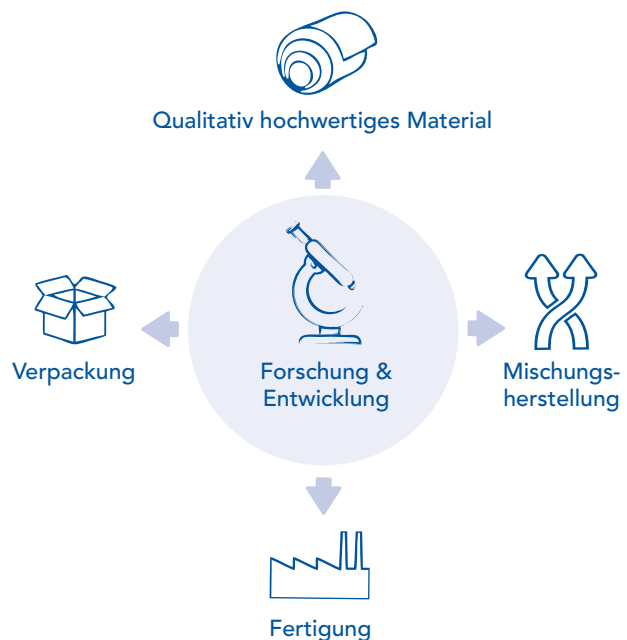 Qualitativ hochwertiges Material
Verpackung
Forschung &
Entwicklung
Mischungs-
herstellung
Fertigung